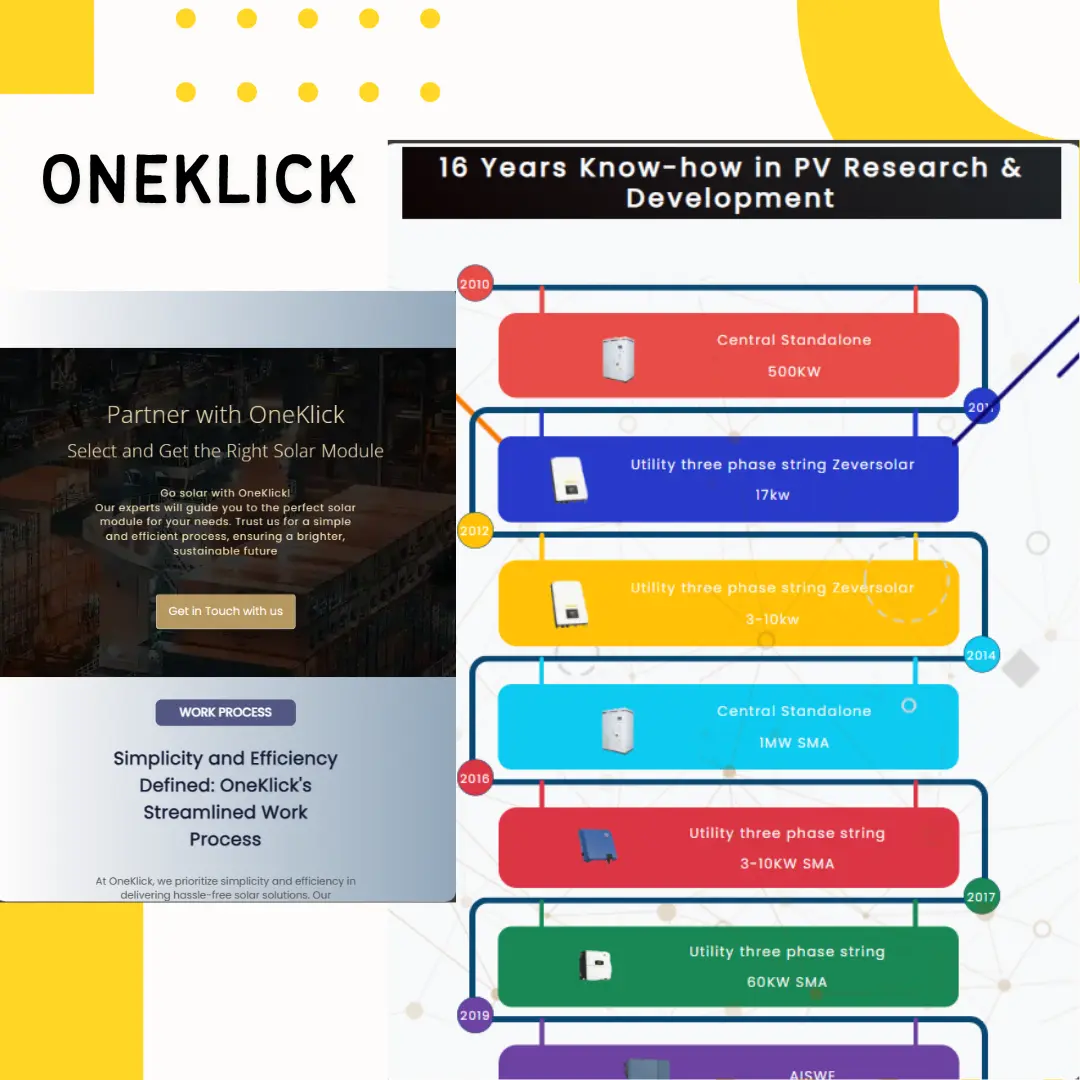 ONEKLICK
16 Years Know-how in PV Research &
Development
Partner with OneKlick
Select and Get the Right Solar Module
Go solar with OneKlick!
Our experts will guide you to the perfect solar
module for your needs. Trust us for a simple
and efficient process, ensuring a brighter,
sustainable future
Get in Touch with us
WORK PROCESS
Simplicity and Efficiency
Defined: OneKlick's
Streamlined Work
Process
At OneKlick, we prioritize simplicity and efficiency in
delivering hassle-free solar solutions. Our
2010
Central Standalone
500KW
2011
Utility three phase string Zeversolar
17kw
2012
Utility three phase string Zeversolar
3-10kw
2014
Central Standalone
1MW SMA
2016
Utility three phase string
3-10KW SMA
2017
Utility three phase string
60KW SMA
2019
AISWE